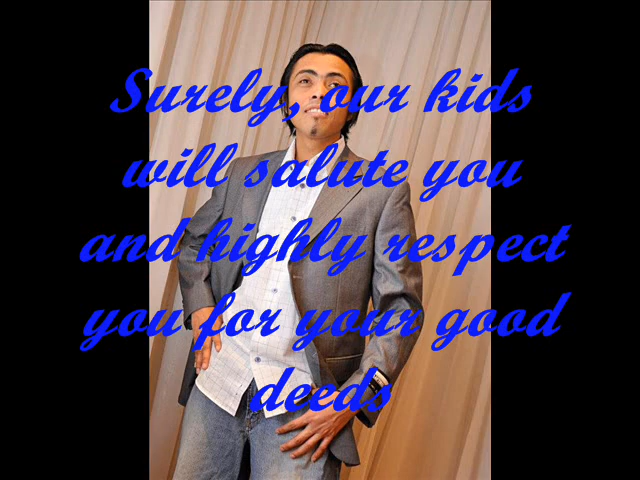 Surely, our kids
will salute you
and highly respect
you for your good
deeds